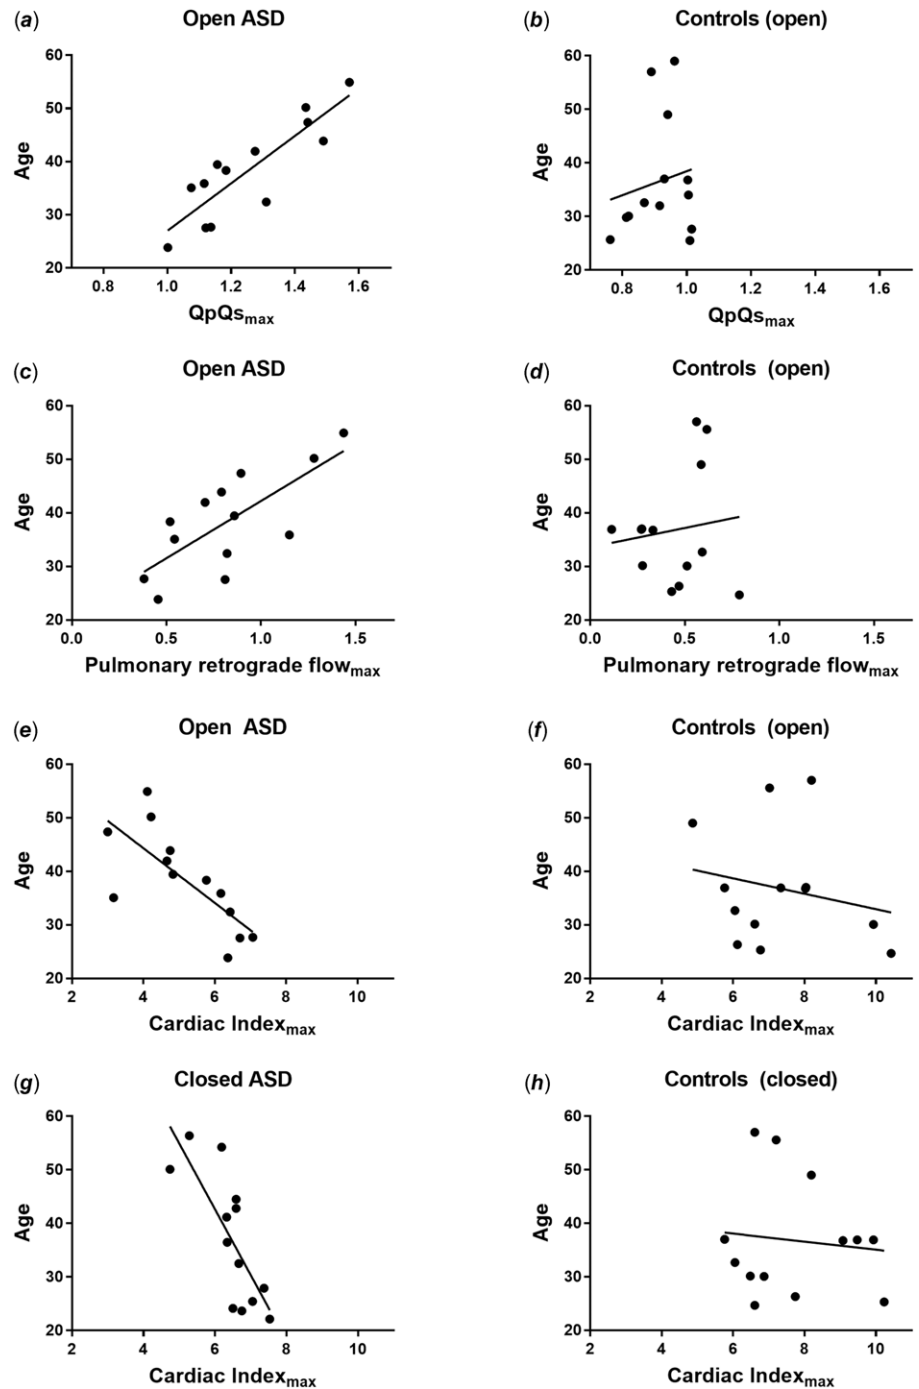 (a) Open ASD
60
50
40
30
20
Age
0.8 1.0 1.2 1.4 1.6
QpQsmax
(b) Controls (open)
60
50
40
30
20
Age
0.8 1.0 1.2 1.4 1.6
QpQsmax
(c) Open ASD
60
50
40
30
20
Age
0.0 0.5 1.0 1.5
Pulmonary retrograde flowmax
(d) Controls (open)
60
50
40
30
20
Age
0.0 0.5 1.0 1.5
Pulmonary retrograde flowmax
(e) Open ASD
60
50
40
30
20
Age
2 4 6 8 10
Cardiac Indexmax
(f) Controls (open)
60
50
40
30
20
Age
2 4 6 8 10
Cardiac Indexmax
(g) Closed ASD
60
50
40
30
20
Age
2 4 6 8 10
Cardiac Indexmax
(h) Controls (closed)
60
50
40
30
20
Age
2 4 6 8 10
Cardiac Indexmax